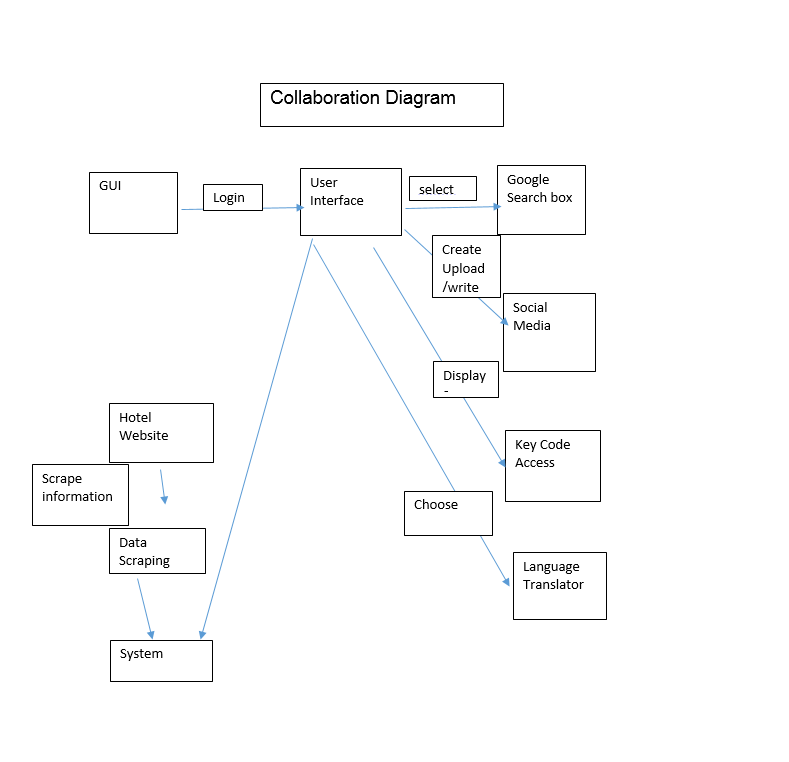 Collaboration Diagram
GUI
Login
User
Interface
select
Google
Search box
Create
Upload
/write
Social
Media
Display
-
Hotel
Website
Key Code
Access
Scrape
information
Choose
Data
Scraping
Language
Translator
System